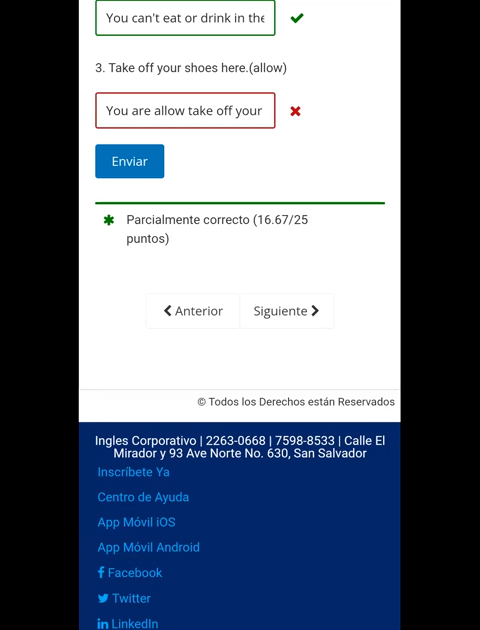 You can't eat or drink in the
3. Take off your shoes here.(allow)
You are allow take off your
Enviar
Parcialmente correcto (16.67/25
puntos)
Anterior
Siguiente
© Todos los Derechos están Reservados
Ingles Corporativo | 2263-0668 | 7598-8533 | Calle El
Mirador y 93 Ave Norte No. 630, San Salvador
Inscríbete Ya
Centro de Ayuda
App Móvil iOS
App Móvil Android
Facebook
Twitter
LinkedIn